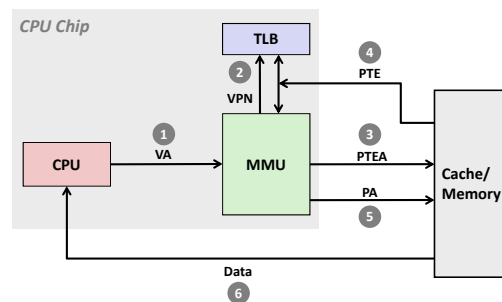 CPU Chip
TLB
4
PTE
2
VPN
1
VA
3
PTEA
CPU
MMU
Cache/
Memory
PA
5
Data
6